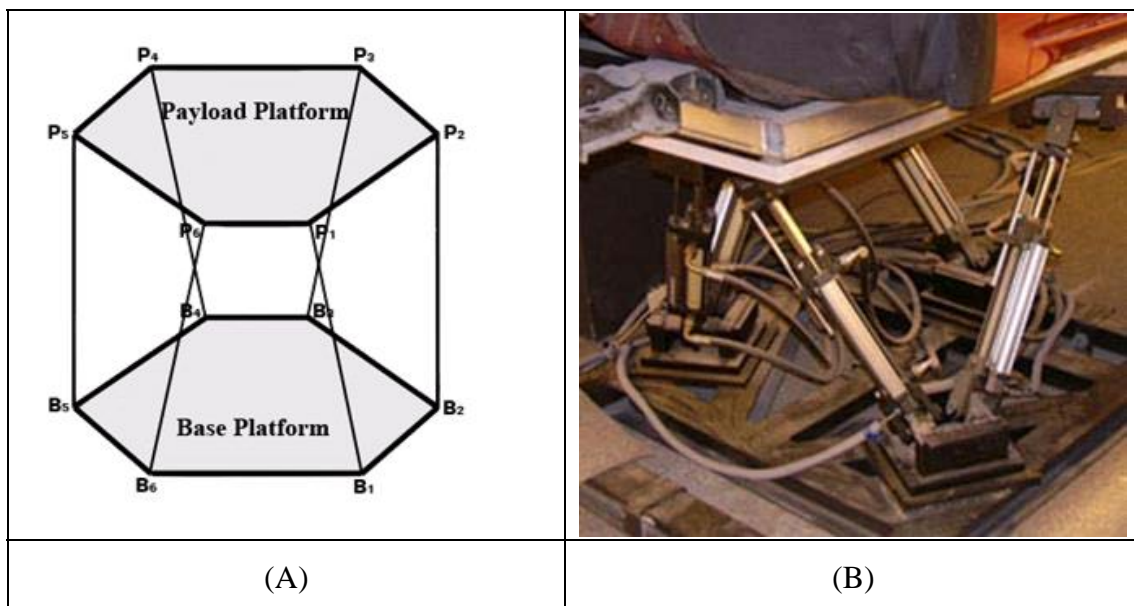 P4 P3
Payload Platform
P5 P2
P6 P1
B4 B3
B5 B2
Base Platform
B6 B1
(A) (B)